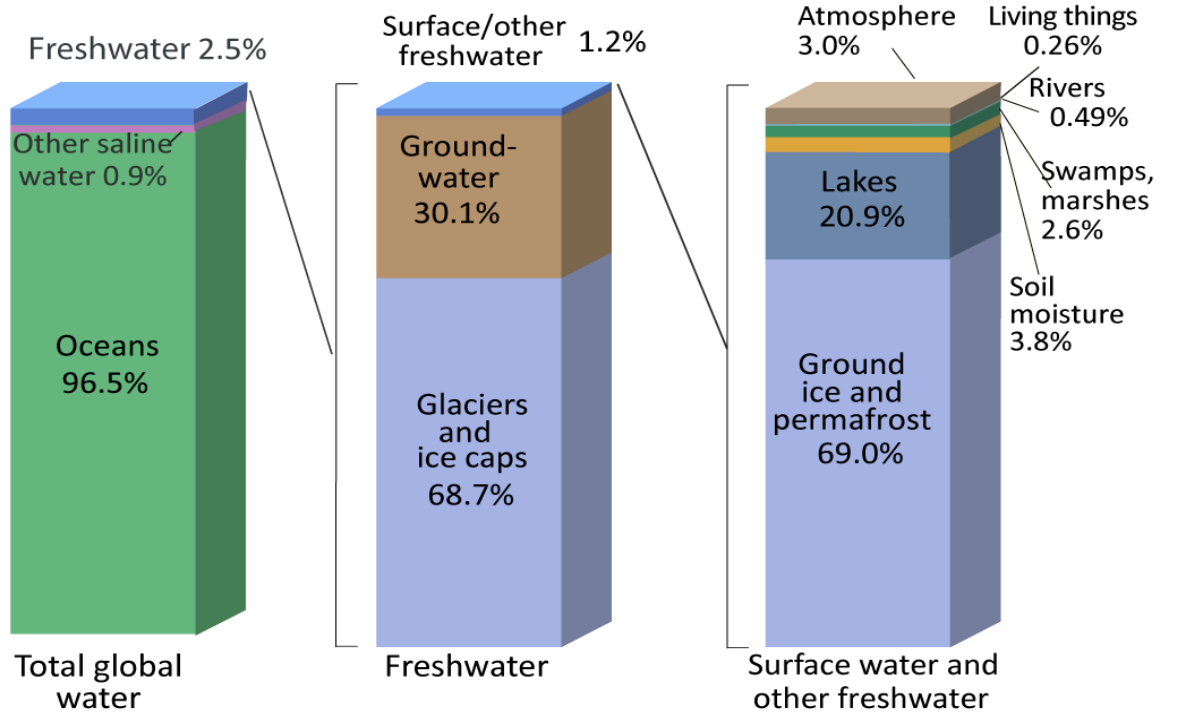 Freshwater 2.5%
Other saline
water 0.9%
Oceans
96.5%
Total global
water
Surface/other
freshwater
1.2%
Ground-
water
30.1%
Glaciers
and
ice caps
68.7%
Freshwater
Atmosphere
3.0%
Living things
0.26%
Rivers
0.49%
Swamps,
marshes
2.6%
Soil
moisture
3.8%
Lakes
20.9%
Ground
ice and
permafrost
69.0%
Surface water and
other freshwater